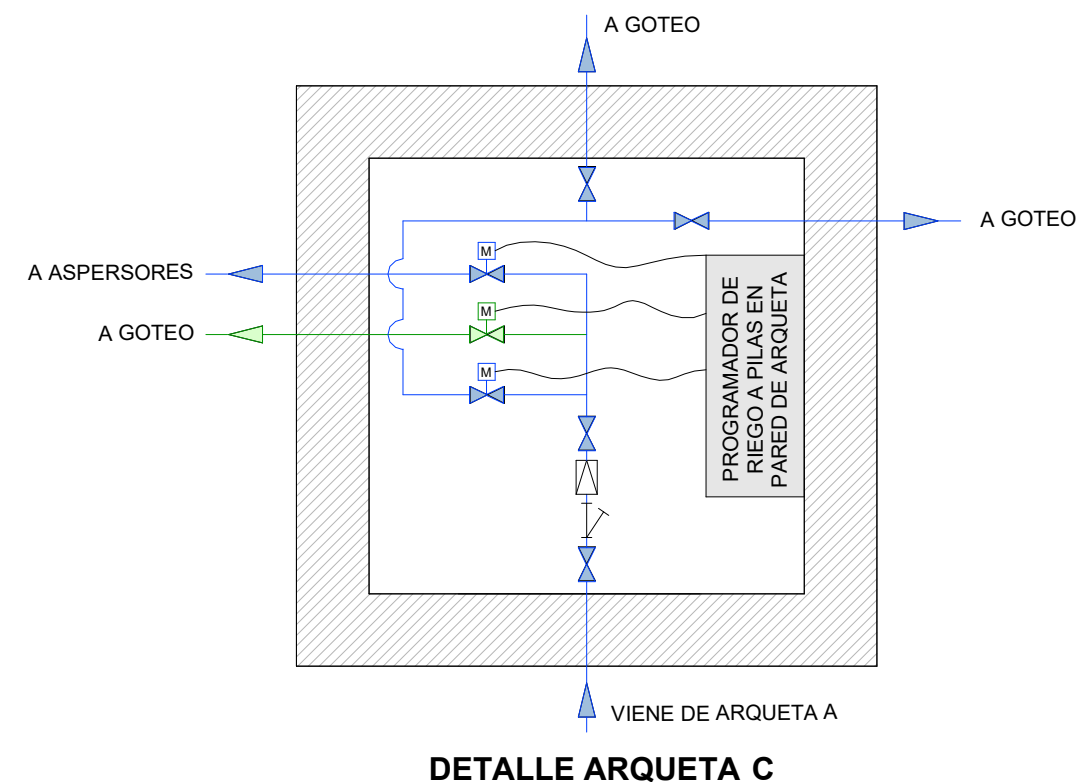 A GOTEO
A GOTEO
M
A ASPERSORES
M
A GOTEO
M
PROGRAMADOR DE
RIEGO A PILAS EN
PARED DE ARQUETA
VIENE DE ARQUETA A
DETALLE ARQUETA C